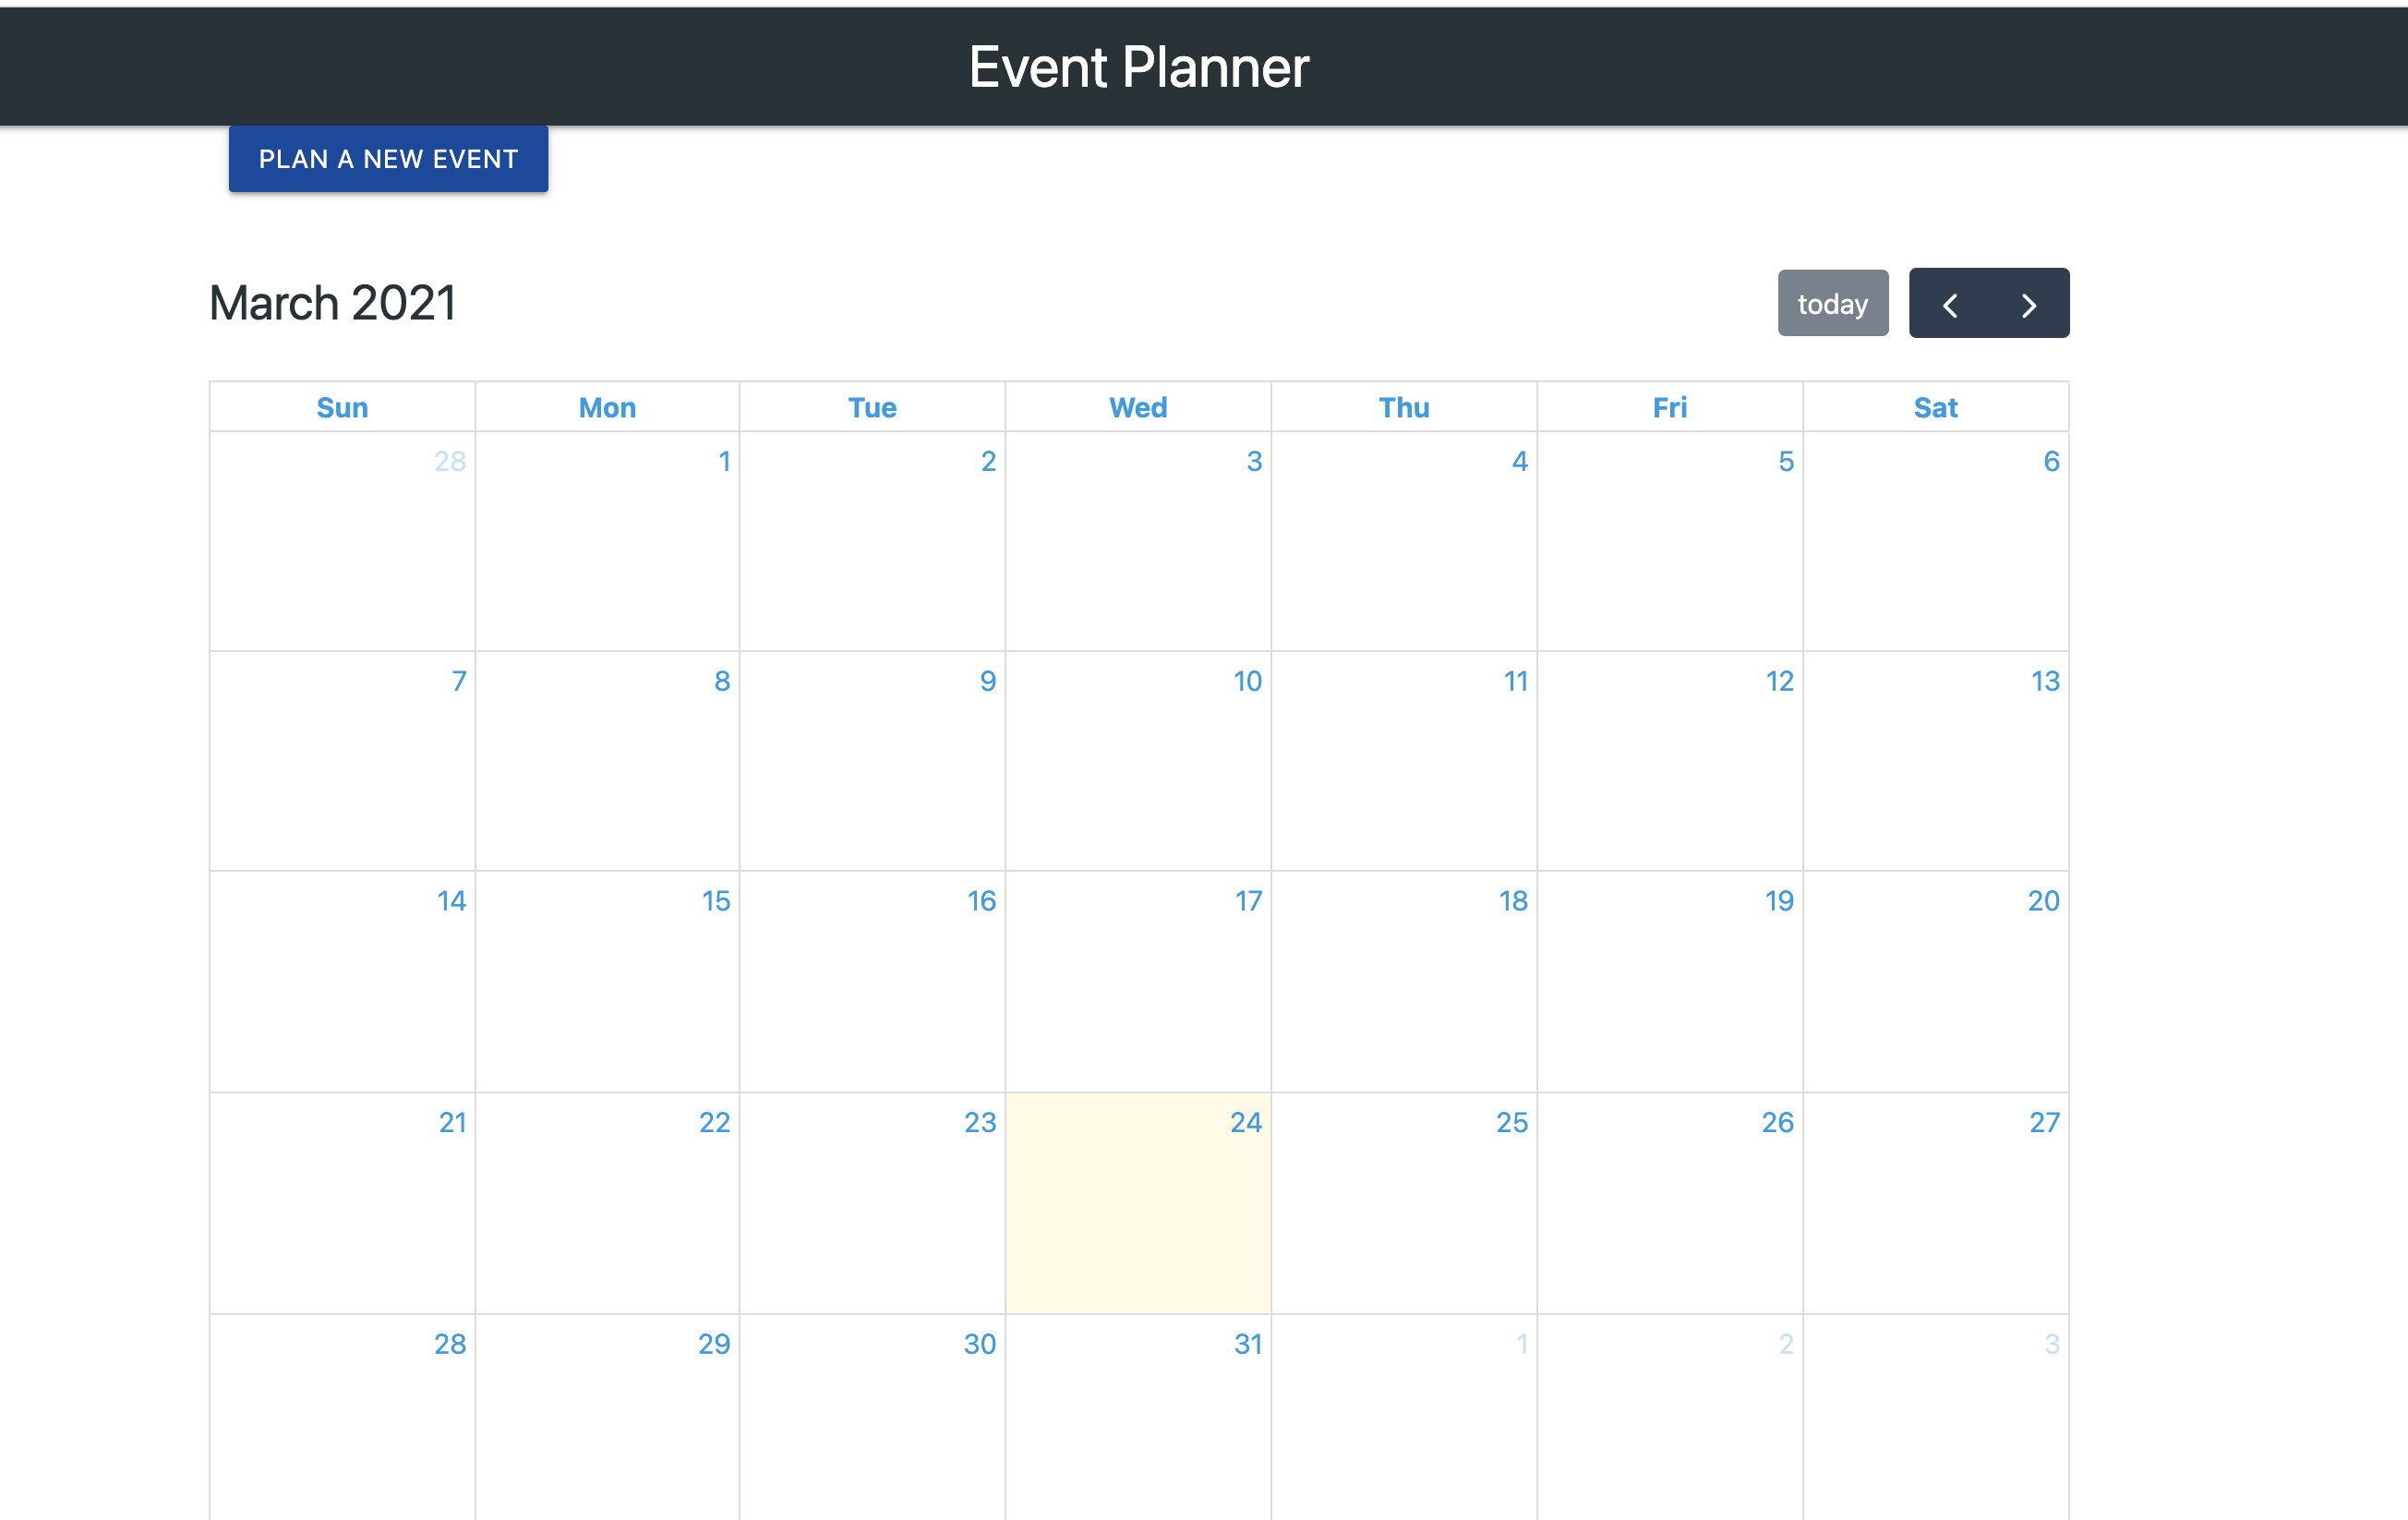 Event Planner
PLAN A NEW EVENT
March 2021
today
Sun Mon Tue Wed Thu Fri Sat
28 1 2 3 4 5 6
7 8 9 10 11 12 13
14 15 16 17 18 19 20
21 22 23 24 25 26 27
28 29 30 31 1 2 3